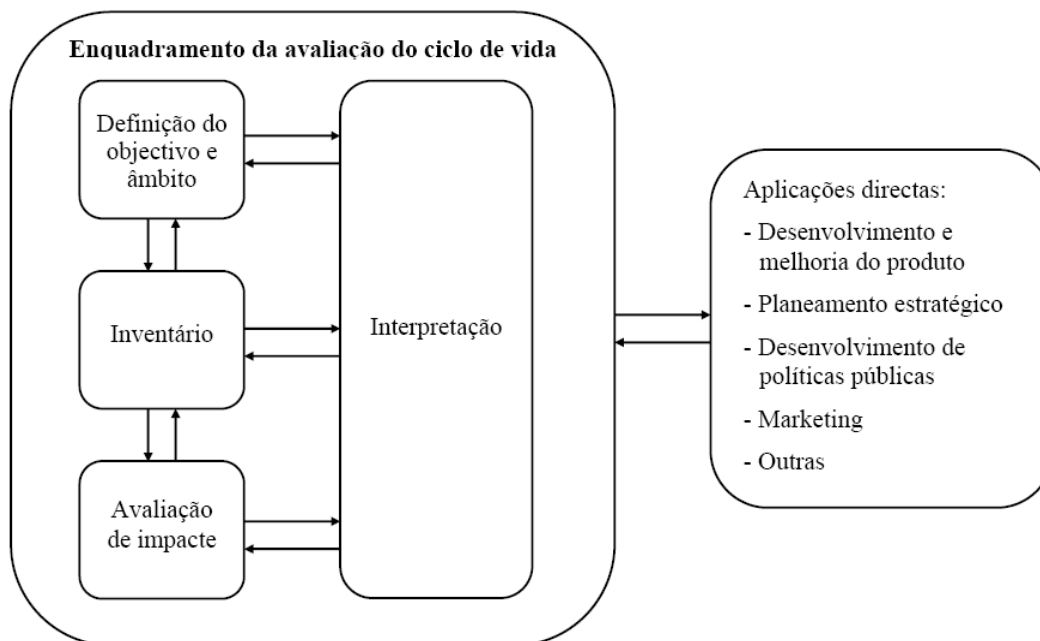 Enquadramento da avaliação do ciclo de vida
Definição do
objectivo e
âmbito
Inventário
Avaliação
de impacte
Interpretação
Aplicações directas:
- Desenvolvimento e
melhoria do produto
- Planeamento estratégico
- Desenvolvimento de
políticas públicas
- Marketing
- Outras